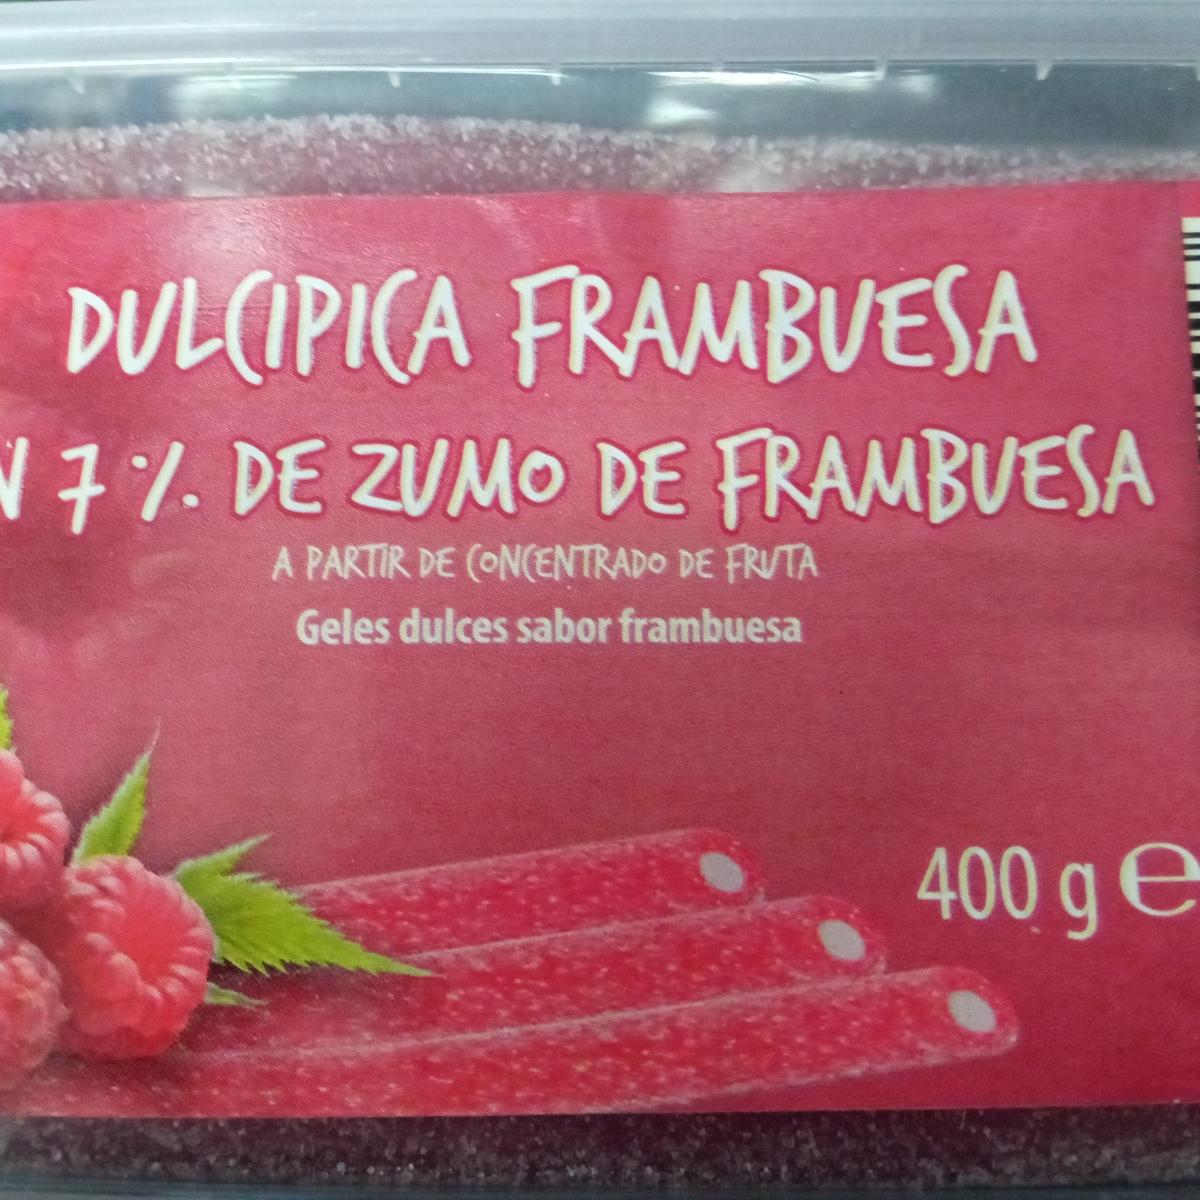 DULCIPICA FRAMBUESA
N 7%. DE ZUMO DE FRAMBUESA
A PARTIR DE CONCENTRADO DE FRUTA
Geles dulces sabor frambuesa
400 g e